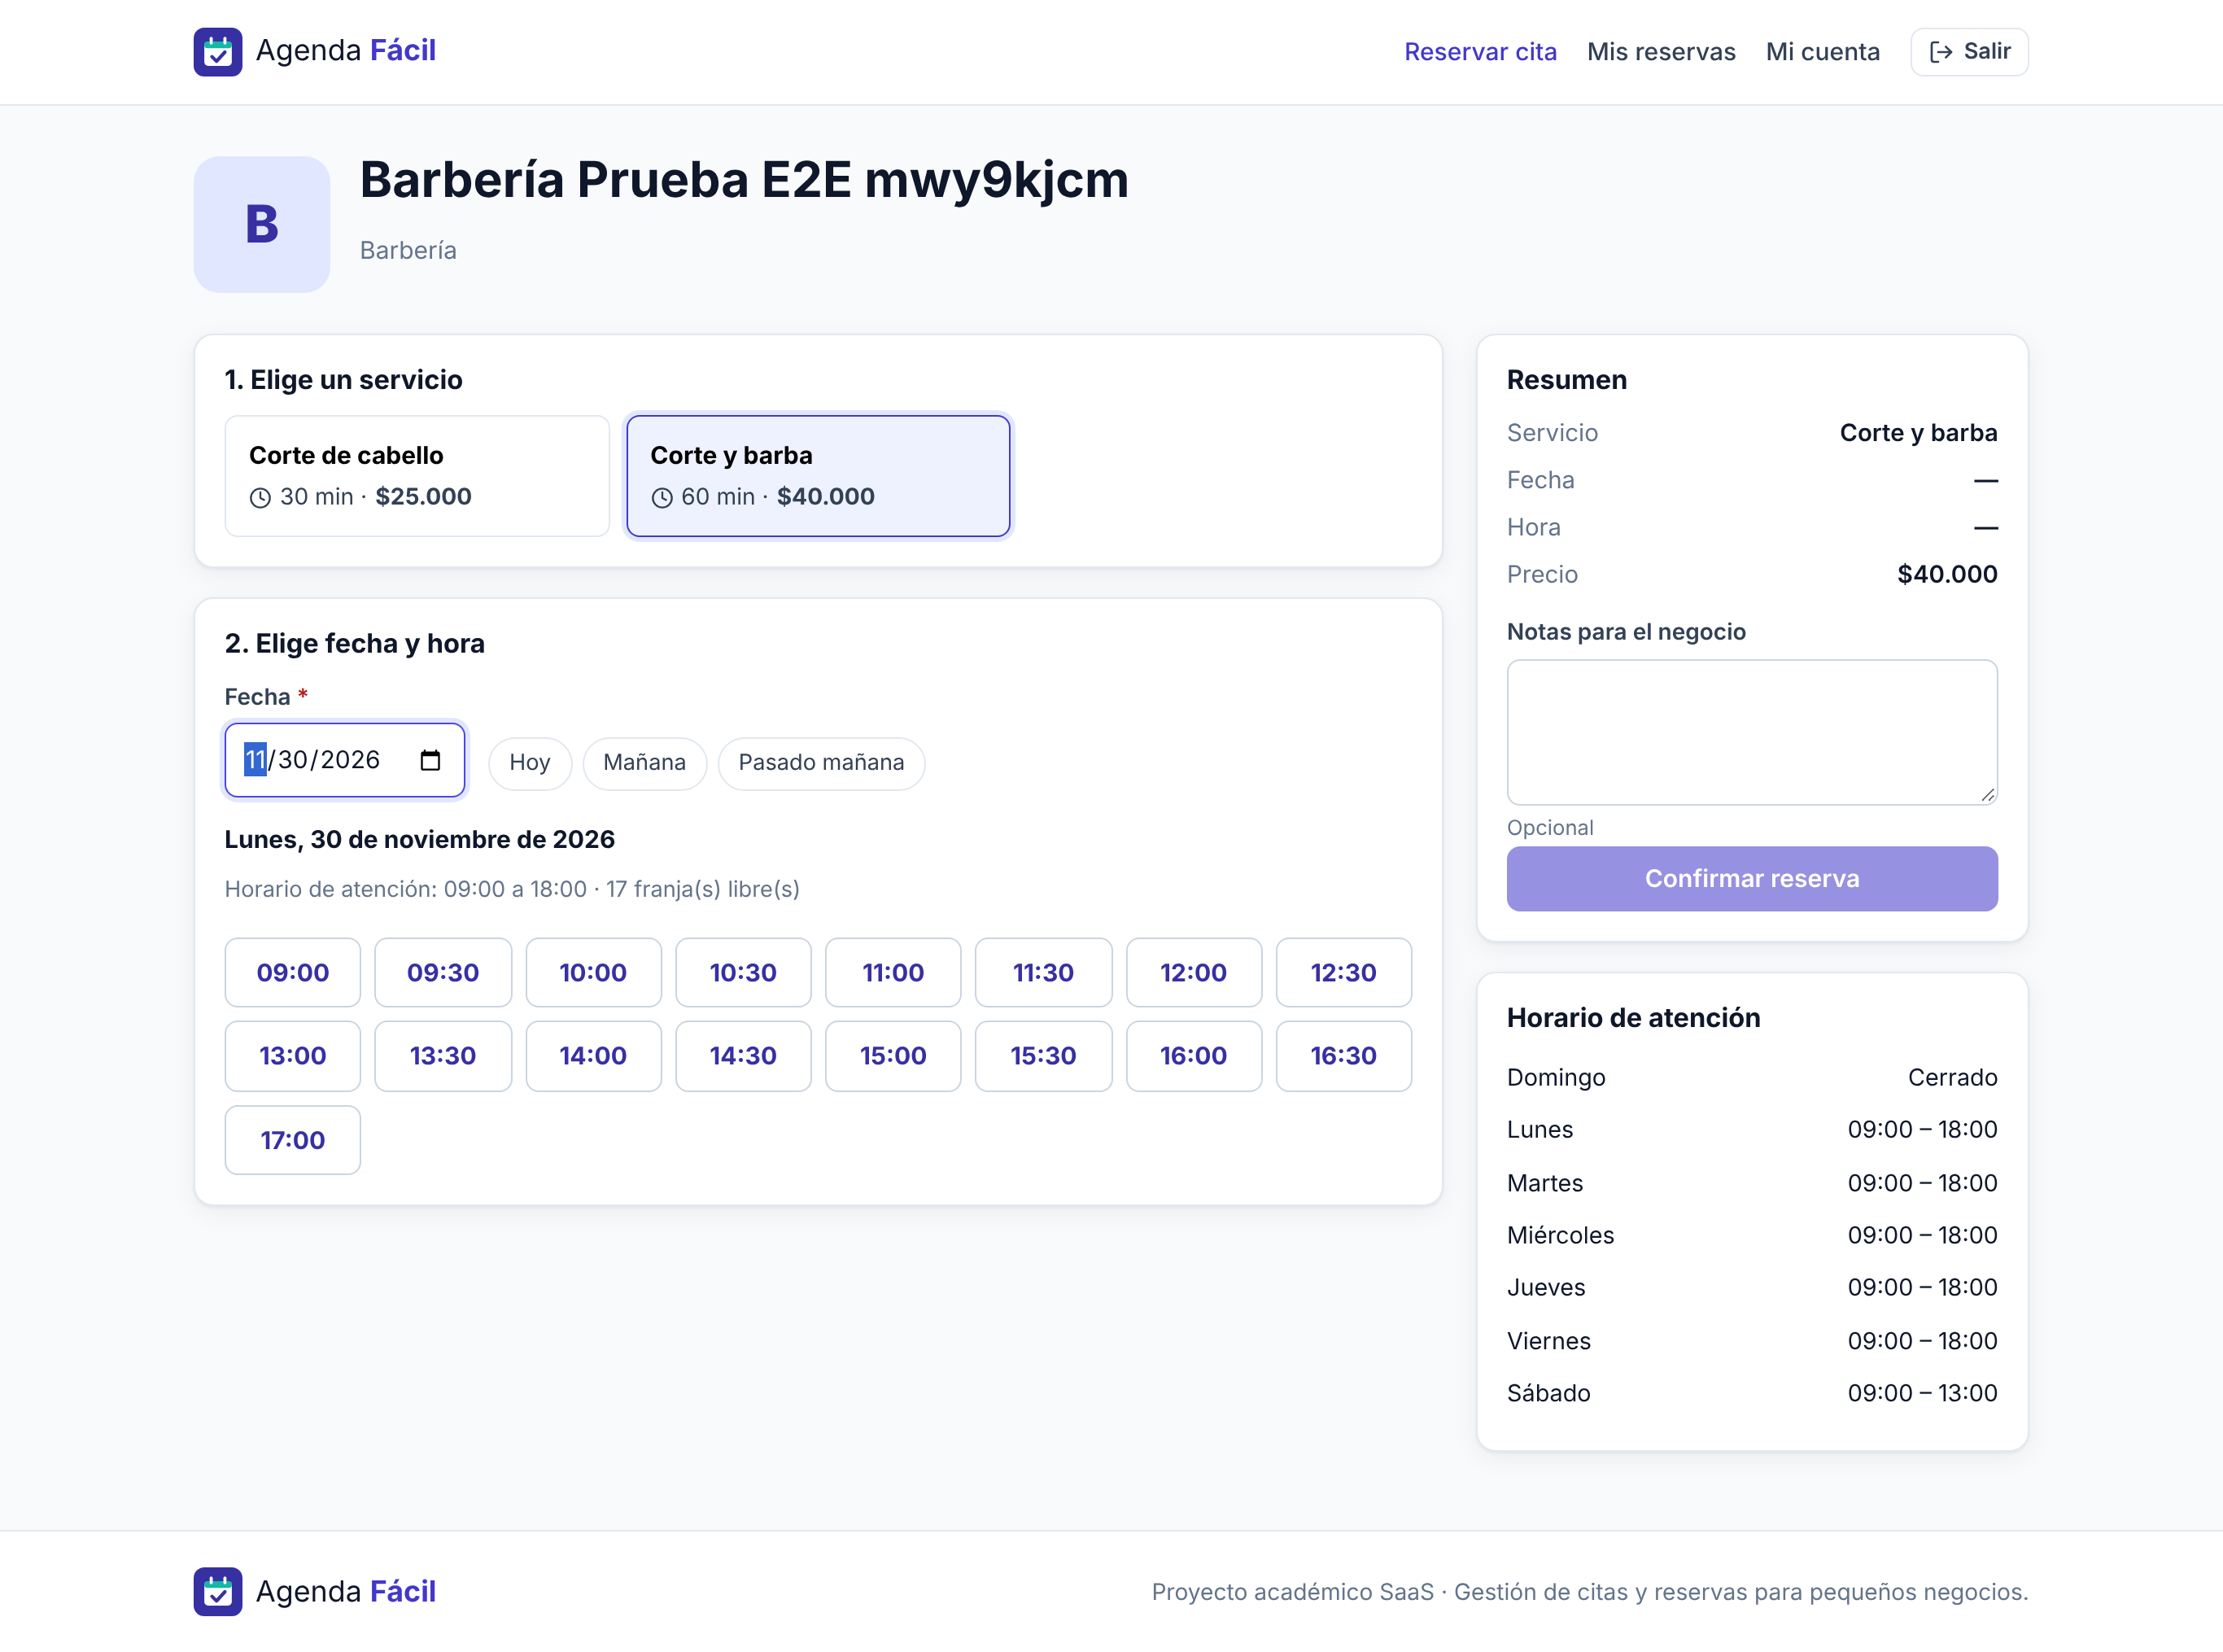 Agenda Fácil
Reservar cita
Mis reservas
Mi cuenta
Salir
B
Barbería Prueba E2E mwy9kjcm
Barbería
1. Elige un servicio
Corte de cabello
30 min · $25.000
Corte y barba
60 min · $40.000
2. Elige fecha y hora
Fecha *
11/30/2026
Hoy
Mañana
Pasado mañana
Lunes, 30 de noviembre de 2026
Horario de atención: 09:00 a 18:00 · 17 franja(s) libre(s)
09:00 09:30 10:00 10:30 11:00 11:30 12:00 12:30
13:00 13:30 14:00 14:30 15:00 15:30 16:00 16:30
17:00
Resumen
Servicio Corte y barba
Fecha —
Hora —
Precio $40.000
Notas para el negocio
Opcional
Confirmar reserva
Horario de atención
Domingo Cerrado
Lunes 09:00 – 18:00
Martes 09:00 – 18:00
Miércoles 09:00 – 18:00
Jueves 09:00 – 18:00
Viernes 09:00 – 18:00
Sábado 09:00 – 13:00
Agenda Fácil
Proyecto académico SaaS · Gestión de citas y reservas para pequeños negocios.